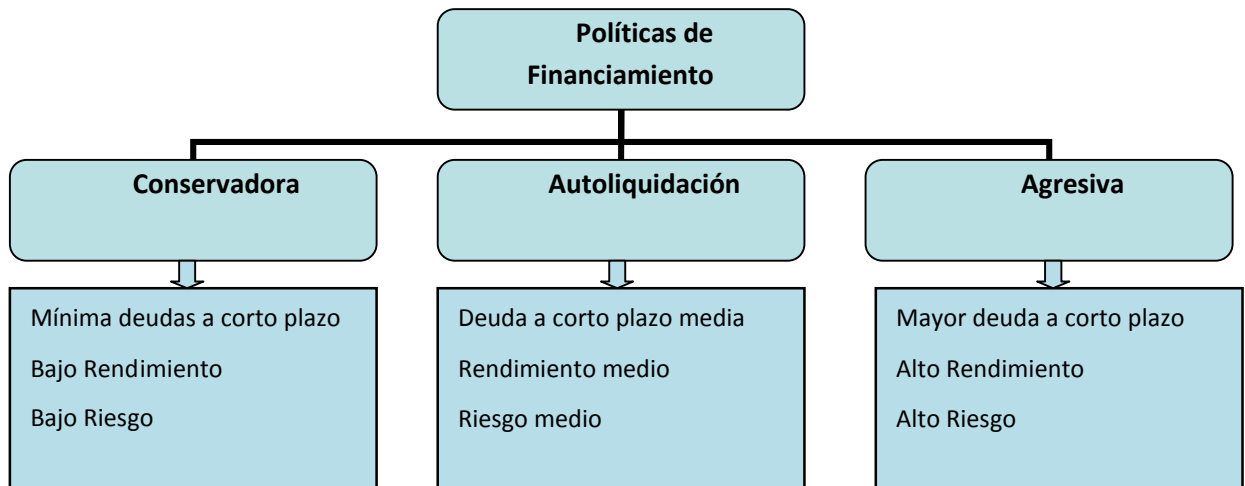 Políticas de
Financiamiento
Conservadora
Autoliquidación
Agresiva
Mínima deudas a corto plazo
Bajo Rendimiento
Bajo Riesgo
Deuda a corto plazo media
Rendimiento medio
Riesgo medio
Mayor deuda a corto plazo
Alto Rendimiento
Alto Riesgo